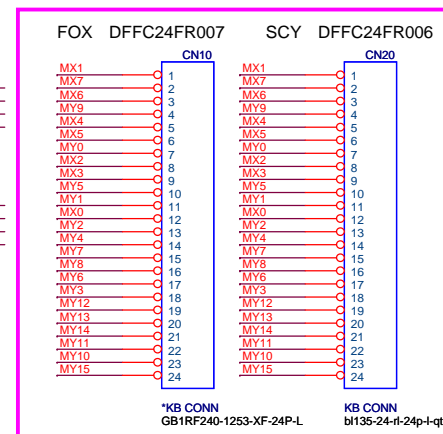 FOX DFFC24FR007 SCY DFFC24FR006
CN10 CN20
MX1 1 MX1 1
MX7 2 MX7 2
MX6 3 MX6 3
MY9 4 MY9 4
MX4 5 MX4 5
MX5 6 MX5 6
MY0 7 MY0 7
MX2 8 MX2 8
MX3 9 MX3 9
MY5 10 MY5 10
MY1 11 MY1 11
MX0 12 MX0 12
MY2 13 MY2 13
MY4 14 MY4 14
MY7 15 MY7 15
MY8 16 MY8 16
MY6 17 MY6 17
MY3 18 MY3 18
MY12 19 MY12 19
MY13 20 MY13 20
MY14 21 MY14 21
MY11 22 MY11 22
MY10 23 MY10 23
MY15 24 MY15 24
*KB CONN KB CONN
GB1RF240-1253-XF-24P-L bl135-24-rl-24p-l-qt